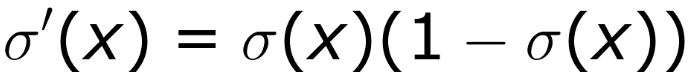 σ′(x) = σ(x)(1 − σ(x))